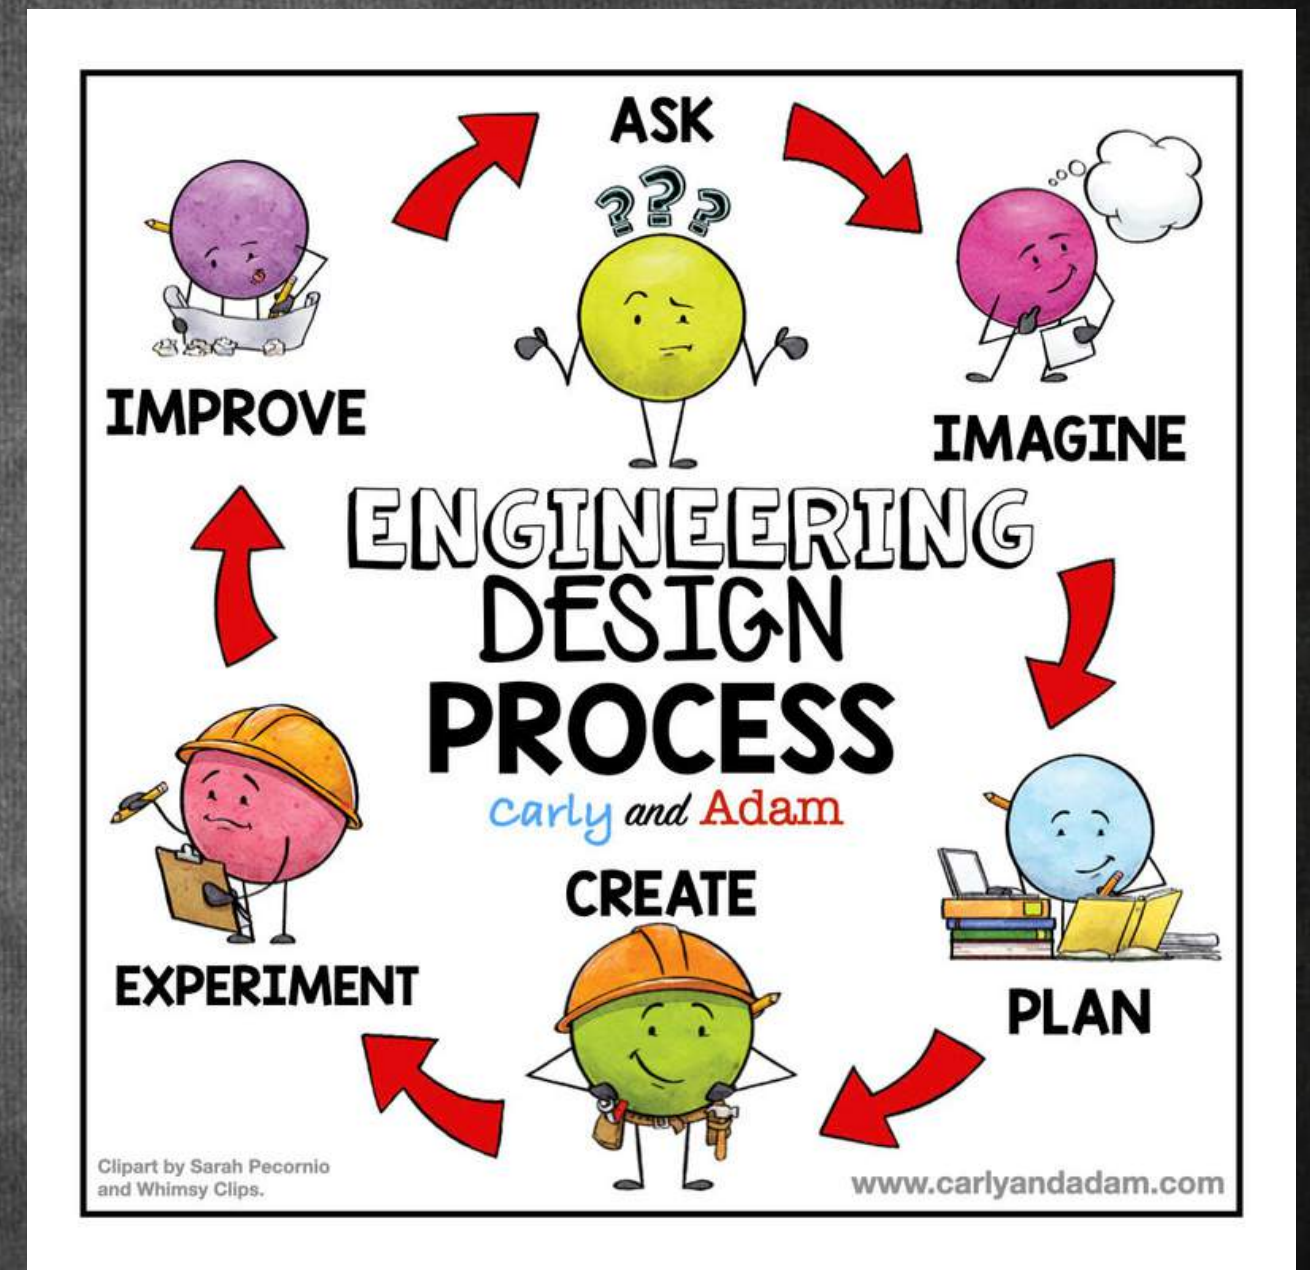 ASK
???
IMPROVE
IMAGINE
ENGINEERING
DESIGN
PROCESS
Carly and Adam
CREATE
EXPERIMENT
PLAN
Clipart by Sarah Pecornio
and Whimsy Clips.
www.carlyandadam.com